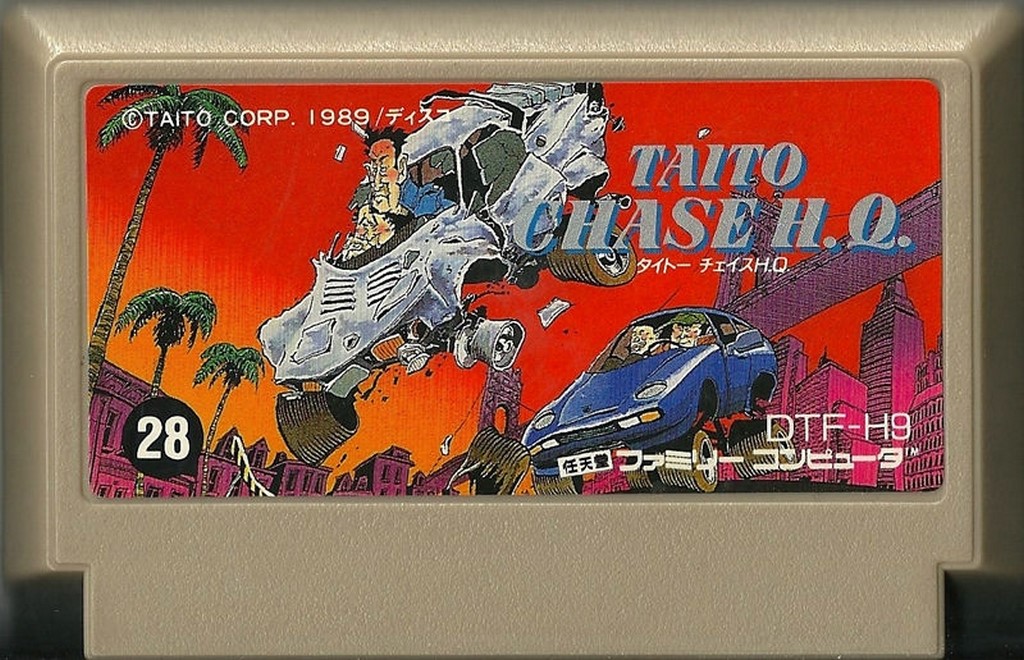 ©TAITO CORP. 1989/ディスコ
TAITO
CHASE H.Q.
タイトー チェイスH.Q.
28
DTF-H9
任天堂 ファミリーコンピュータ™